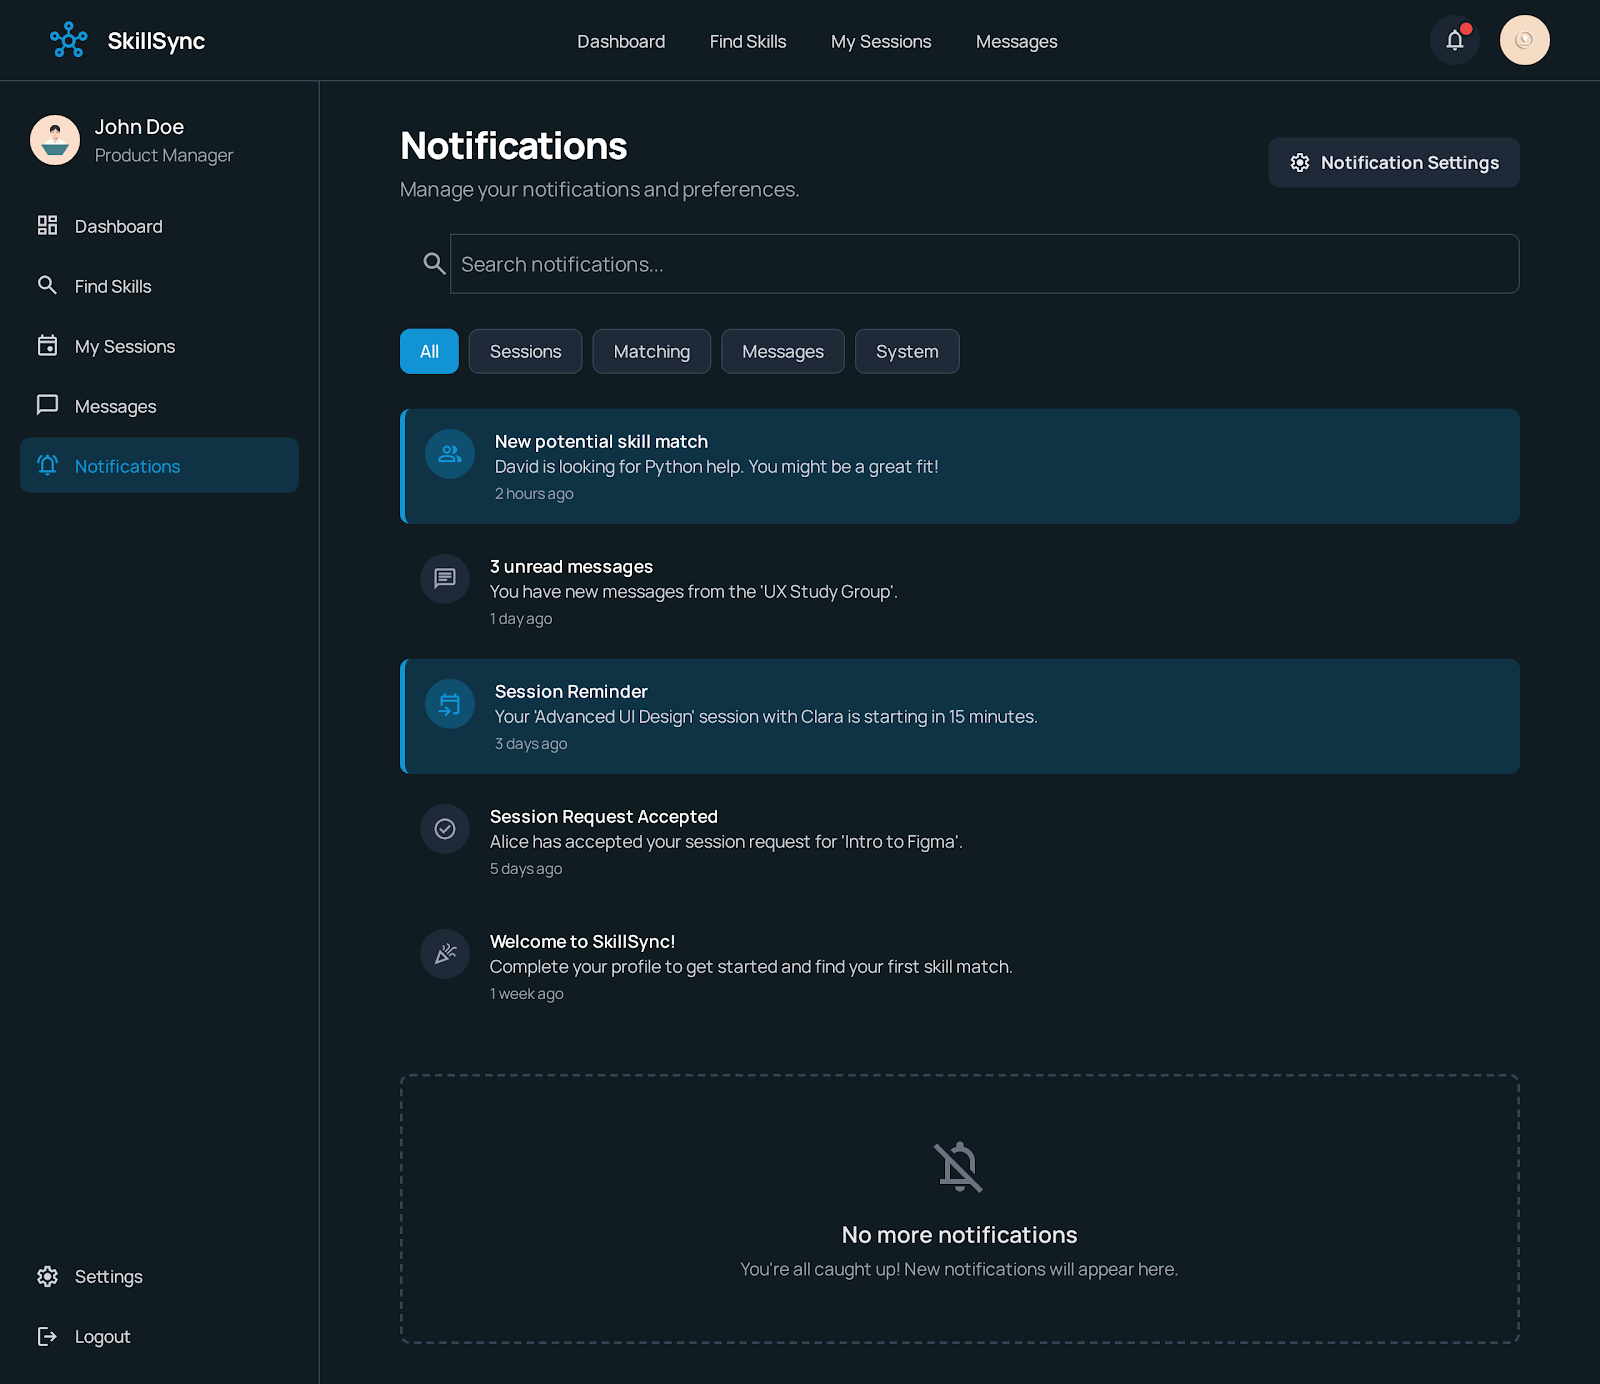 SkillSync
Dashboard
Find Skills
My Sessions
Messages
John Doe
Product Manager
Dashboard
Find Skills
My Sessions
Messages
Notifications
Settings
Logout
Notifications
Manage your notifications and preferences.
Notification Settings
Search notifications...
All
Sessions
Matching
Messages
System
New potential skill match
David is looking for Python help. You might be a great fit!
2 hours ago
3 unread messages
You have new messages from the 'UX Study Group'.
1 day ago
Session Reminder
Your 'Advanced UI Design' session with Clara is starting in 15 minutes.
3 days ago
Session Request Accepted
Alice has accepted your session request for 'Intro to Figma'.
5 days ago
Welcome to SkillSync!
Complete your profile to get started and find your first skill match.
1 week ago
No more notifications
You're all caught up! New notifications will appear here.